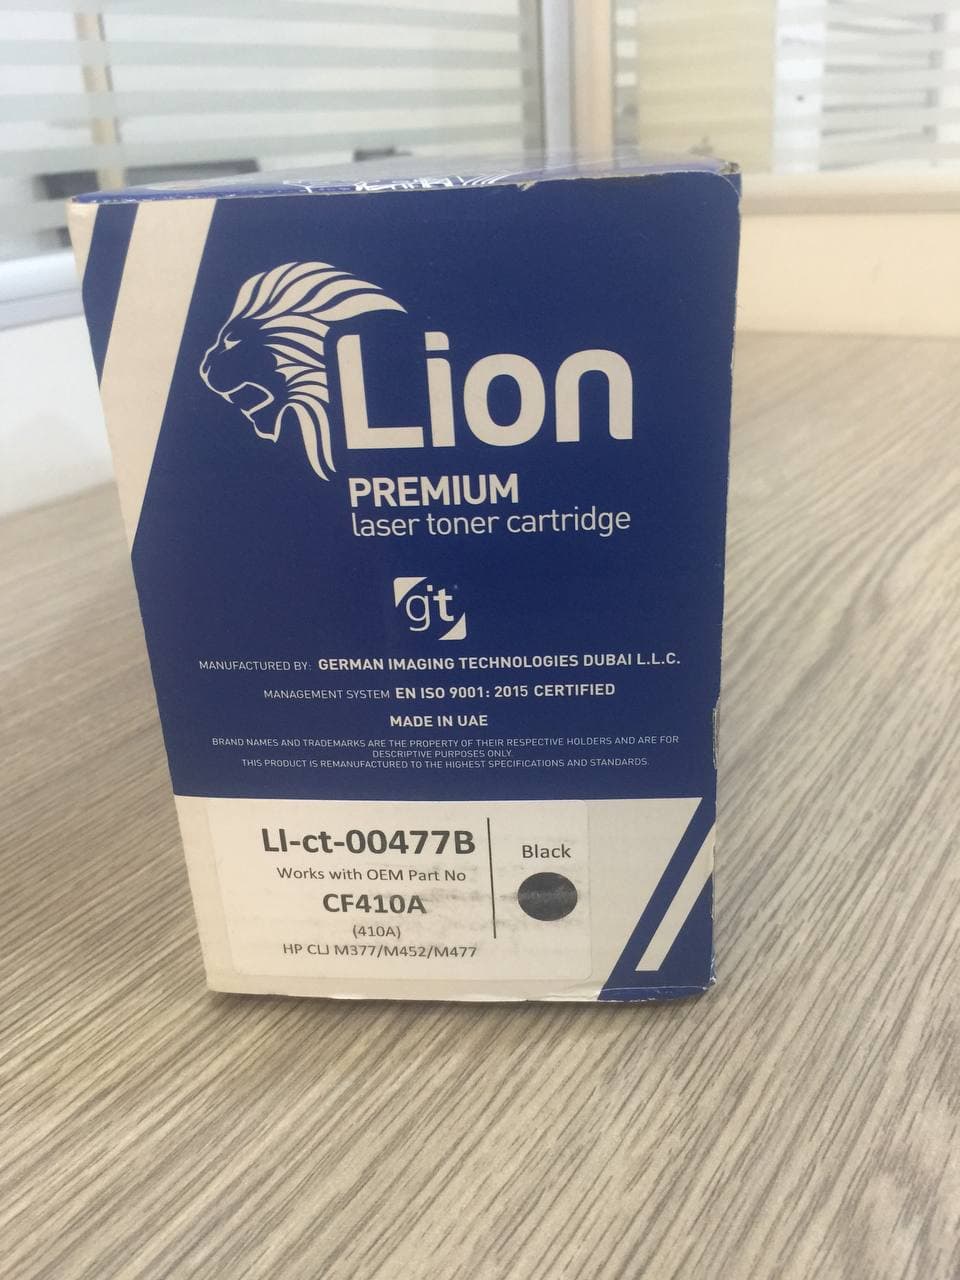 Lion
PREMIUM
laser toner cartridge
git
MANUFACTURED BY: GERMAN IMAGING TECHNOLOGIES DUBAI L.L.C.
MANAGEMENT SYSTEM EN ISO 9001: 2015 CERTIFIED
MADE IN UAE
BRAND NAMES AND TRADEMARKS ARE THE PROPERTY OF THEIR RESPECTIVE HOLDERS AND ARE FOR
DESCRIPTIVE PURPOSES ONLY.
THIS PRODUCT IS REMANUFACTURED TO THE HIGHEST SPECIFICATIONS AND STANDARDS.
LI-ct-00477B
Black
Works with OEM Part No
CF410A
(410A)
HP CLJ M377/M452/M477